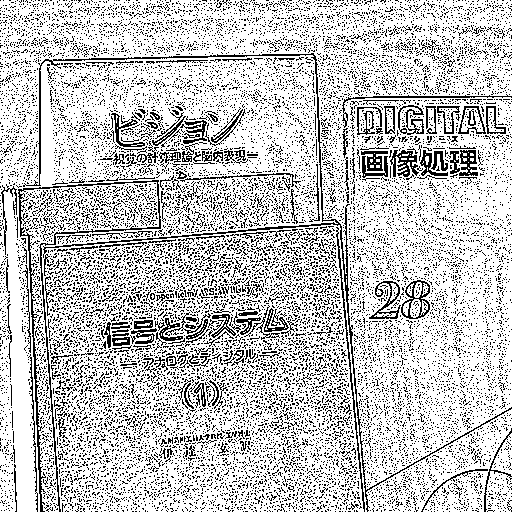 ビジョン
―視覚の計算理論と脳内表現―
DIGITAL
画像処理
28
信号とシステム
― アナログとディジタル ―
(1)